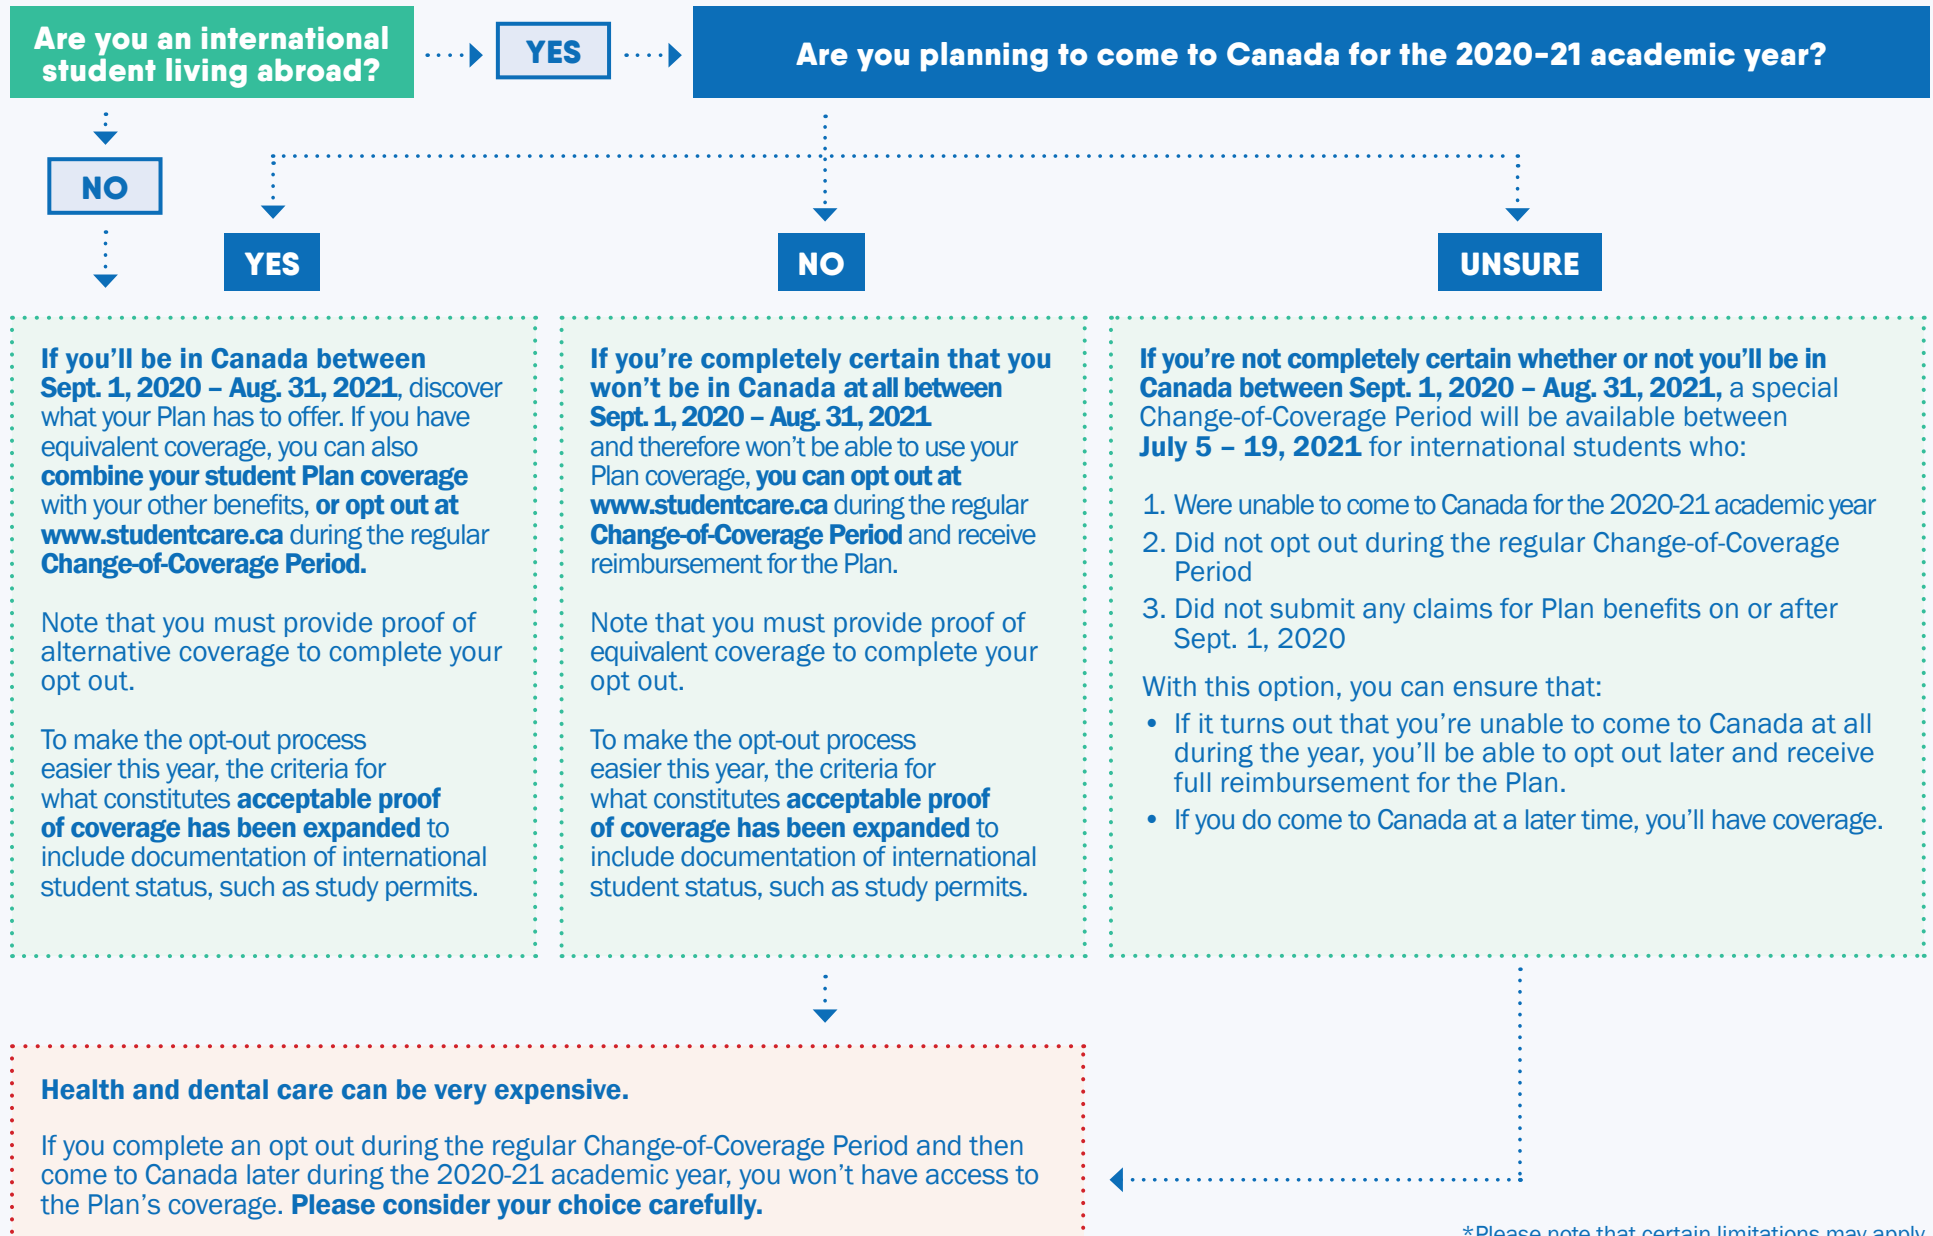 Are you an international
student living abroad?
YES
Are you planning to come to Canada for the 2020-21 academic year?
NO
YES
NO
UNSURE
If you'll be in Canada between
Sept. 1, 2020 – Aug. 31, 2021, discover
what your Plan has to offer. If you have
equivalent coverage, you can also
combine your student Plan coverage
with your other benefits, or opt out at
www.studentcare.ca during the regular
Change-of-Coverage Period.
Note that you must provide proof of
alternative coverage to complete your
opt out.
To make the opt-out process
easier this year, the criteria for
what constitutes acceptable proof
of coverage has been expanded to
include documentation of international
student status, such as study permits.
If you're completely certain that you
won't be in Canada at all between
Sept. 1, 2020 – Aug. 31, 2021
and therefore won't be able to use your
Plan coverage, you can opt out at
www.studentcare.ca during the regular
Change-of-Coverage Period and receive
reimbursement for the Plan.
Note that you must provide proof of
equivalent coverage to complete your
opt out.
To make the opt-out process
easier this year, the criteria for
what constitutes acceptable proof
of coverage has been expanded to
include documentation of international
student status, such as study permits.
If you're not completely certain whether or not you'll be in
Canada between Sept. 1, 2020 – Aug. 31, 2021, a special
Change-of-Coverage Period will be available between
July 5 – 19, 2021 for international students who:
1. Were unable to come to Canada for the 2020-21 academic year
2. Did not opt out during the regular Change-of-Coverage
Period
3. Did not submit any claims for Plan benefits on or after
Sept. 1, 2020
With this option, you can ensure that:
• If it turns out that you're unable to come to Canada at all
during the year, you'll be able to opt out later and receive
full reimbursement for the Plan.
• If you do come to Canada at a later time, you'll have coverage.
Health and dental care can be very expensive.
If you complete an opt out during the regular Change-of-Coverage Period and then
come to Canada later during the 2020-21 academic year, you won't have access to
the Plan's coverage. Please consider your choice carefully.
*Please note that certain limitations may apply